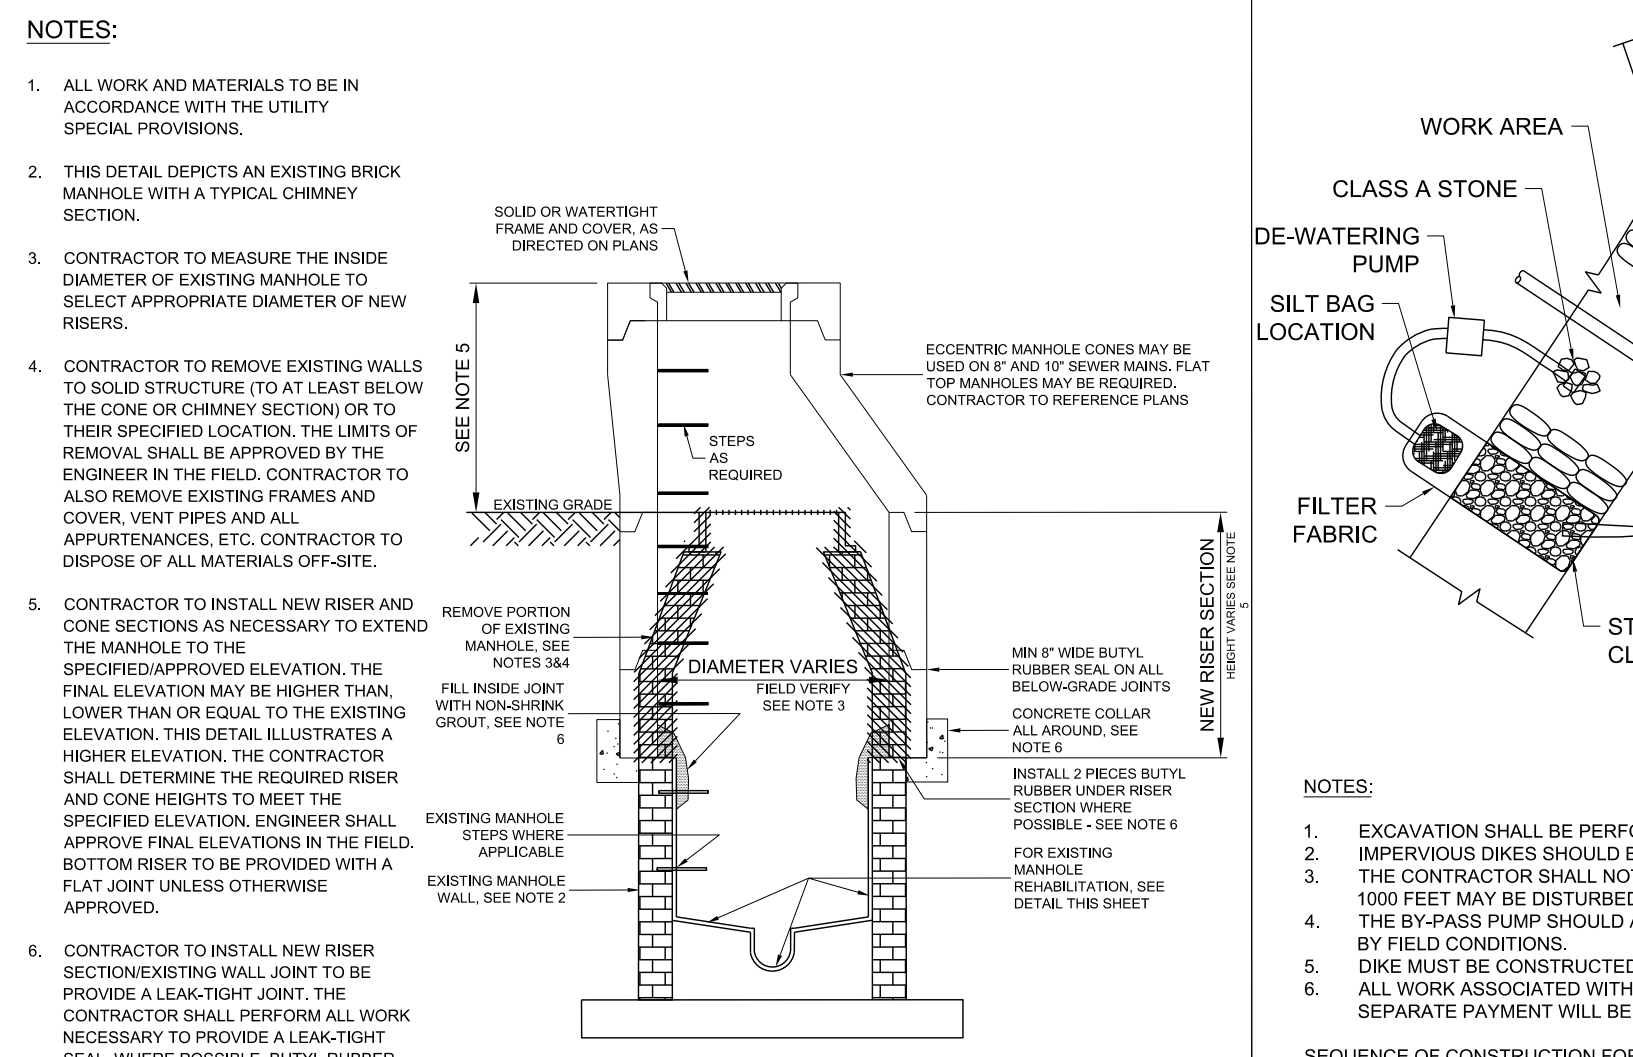 NOTES:
1. ALL WORK AND MATERIALS TO BE IN
ACCORDANCE WITH THE UTILITY
SPECIAL PROVISIONS.
2. THIS DETAIL DEPICTS AN EXISTING BRICK
MANHOLE WITH A TYPICAL CHIMNEY
SECTION.
3. CONTRACTOR TO MEASURE THE INSIDE
DIAMETER OF EXISTING MANHOLE TO
SELECT APPROPRIATE DIAMETER OF NEW
RISERS.
4. CONTRACTOR TO REMOVE EXISTING WALLS
TO SOLID STRUCTURE (TO AT LEAST BELOW
THE CONE OR CHIMNEY SECTION) OR TO
THEIR SPECIFIED LOCATION. THE LIMITS OF
REMOVAL SHALL BE APPROVED BY THE
ENGINEER IN THE FIELD. CONTRACTOR TO
ALSO REMOVE EXISTING FRAMES AND
COVER, VENT PIPES AND ALL
APPURTENANCES, ETC. CONTRACTOR TO
DISPOSE OF ALL MATERIALS OFF-SITE.
5. CONTRACTOR TO INSTALL NEW RISER AND
CONE SECTIONS AS NECESSARY TO EXTEND
THE MANHOLE TO THE
SPECIFIED/APPROVED ELEVATION. THE
FINAL ELEVATION MAY BE HIGHER THAN,
LOWER THAN OR EQUAL TO THE EXISTING
ELEVATION. THIS DETAIL ILLUSTRATES A
HIGHER ELEVATION. THE CONTRACTOR
SHALL DETERMINE THE REQUIRED RISER
AND CONE HEIGHTS TO MEET THE
SPECIFIED ELEVATION. ENGINEER SHALL
APPROVE FINAL ELEVATIONS IN THE FIELD.
BOTTOM RISER TO BE PROVIDED WITH A
FLAT JOINT UNLESS OTHERWISE
APPROVED.
6. CONTRACTOR TO INSTALL NEW RISER
SECTION/EXISTING WALL JOINT TO BE
PROVIDE A LEAK-TIGHT JOINT. THE
CONTRACTOR SHALL PERFORM ALL WORK
NECESSARY TO PROVIDE A LEAK-TIGHT
SEAL. WHERE POSSIBLE, BUTYL RUBBER
SOLID OR WATERTIGHT
FRAME AND COVER, AS
DIRECTED ON PLANS
SEE NOTE 5
ECCENTRIC MANHOLE CONES MAY BE
USED ON 8" AND 10" SEWER MAINS. FLAT
TOP MANHOLES MAY BE REQUIRED.
CONTRACTOR TO REFERENCE PLANS
STEPS
AS
REQUIRED
EXISTING GRADE
REMOVE PORTION
OF EXISTING
MANHOLE, SEE
NOTES 3&4
DIAMETER VARIES
FIELD VERIFY
SEE NOTE 3
FILL INSIDE JOINT
WITH NON-SHRINK
GROUT, SEE NOTE
6
EXISTING MANHOLE
STEPS WHERE
APPLICABLE
EXISTING MANHOLE
WALL, SEE NOTE 2
NEW RISER SECTION
HEIGHT VARIES SEE NOTE
5
MIN 8" WIDE BUTYL
RUBBER SEAL ON ALL
BELOW-GRADE JOINTS
CONCRETE COLLAR
ALL AROUND, SEE
NOTE 6
INSTALL 2 PIECES BUTYL
RUBBER UNDER RISER
SECTION WHERE
POSSIBLE - SEE NOTE 6
FOR EXISTING
MANHOLE
REHABILITATION, SEE
DETAIL THIS SHEET
WORK AREA
CLASS A STONE
DE-WATERING
PUMP
SILT BAG
LOCATION
FILTER
FABRIC
ST
CL
NOTES:
1. EXCAVATION SHALL BE PERFO
2. IMPERVIOUS DIKES SHOULD B
3. THE CONTRACTOR SHALL NOT
1000 FEET MAY BE DISTURBED
4. THE BY-PASS PUMP SHOULD A
BY FIELD CONDITIONS.
5. DIKE MUST BE CONSTRUCTED
6. ALL WORK ASSOCIATED WITH
SEPARATE PAYMENT WILL BE
SEQUENCE OF CONSTRUCTION FOR